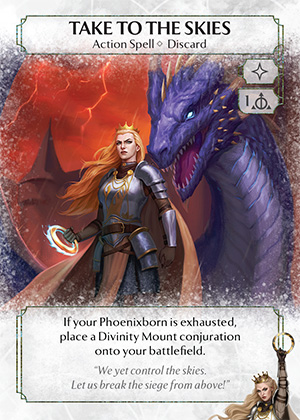 TAKE TO THE SKIES
Action Spell ⟐ Discard
1
If your Phoenixborn is exhausted,
place a Divinity Mount conjuration
onto your battlefield.
“We yet control the skies.
Let us break the siege from above!”